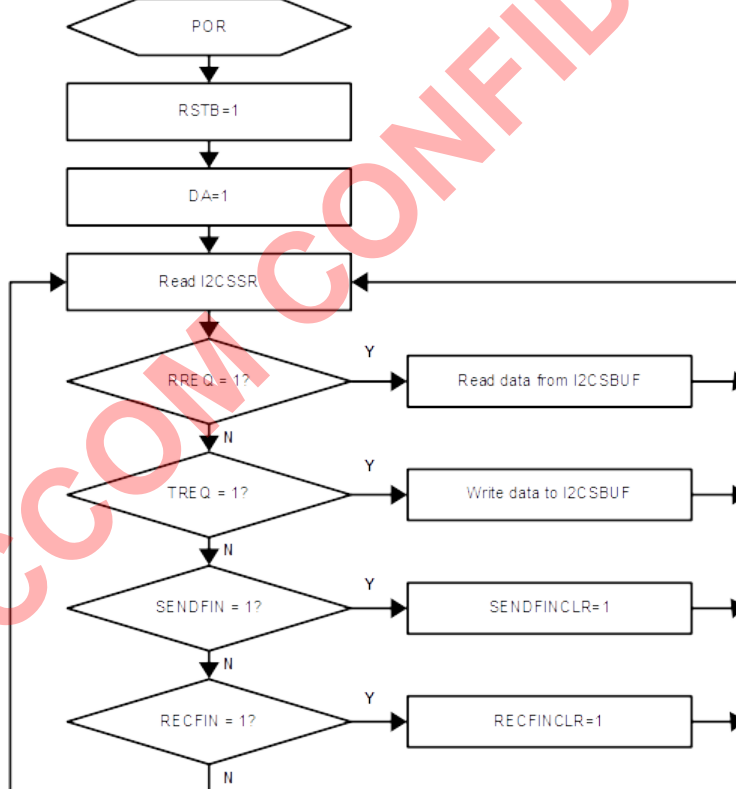 POR
RSTB=1
DA=1
Read I2CSSR
RREQ = 1?
Y
Read data from I2CSBUF
N
TREQ = 1?
Y
Write data to I2CSBUF
N
SENDFIN = 1?
Y
SENDFINCLR=1
N
RECFIN = 1?
Y
RECFINCLR=1
N
CCOM CONFID